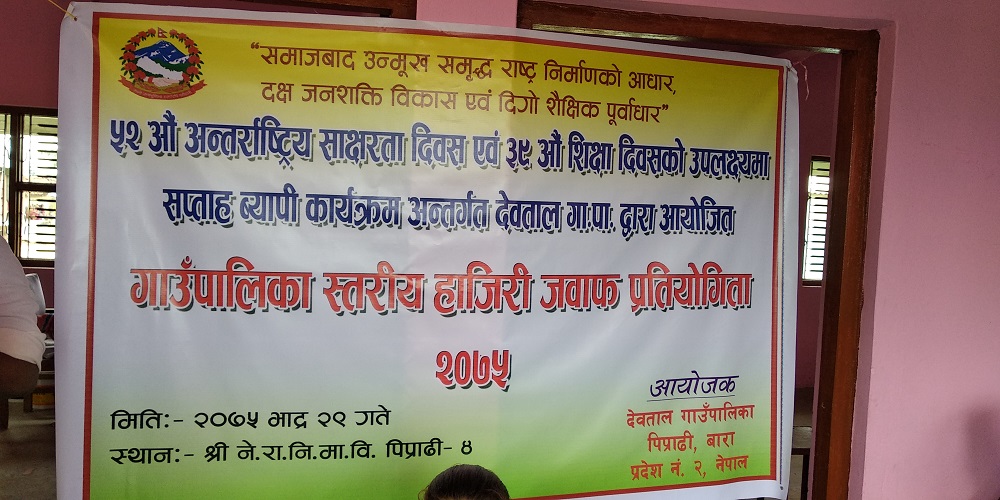 "समाजबाद उन्मूख समृद्ध राष्ट्र निर्माणको आधार,
दक्ष जनशक्ति विकास एवं दिगो शैक्षिक पूर्वाधार"
५२ औं अन्तर्राष्ट्रिय साक्षरता दिवस एवं ३९ औं शिक्षा दिवसको उपलक्ष्यमा
सप्ताह ब्यापी कार्यक्रम अन्तर्गत देवताल गा.पा. द्वारा आयोजित
गाउँपालिका स्तरीय हाजिरी जवाफ प्रतियोगिता
२०७५
मिति:- २०७५ भाद्र २९ गते
स्थान:- श्री ने.रा.नि.मा.वि. पिप्राढी- ४
आयोजक
देवताल गाउँपालिका
पिप्राढी, बारा
प्रदेश नं. २, नेपाल